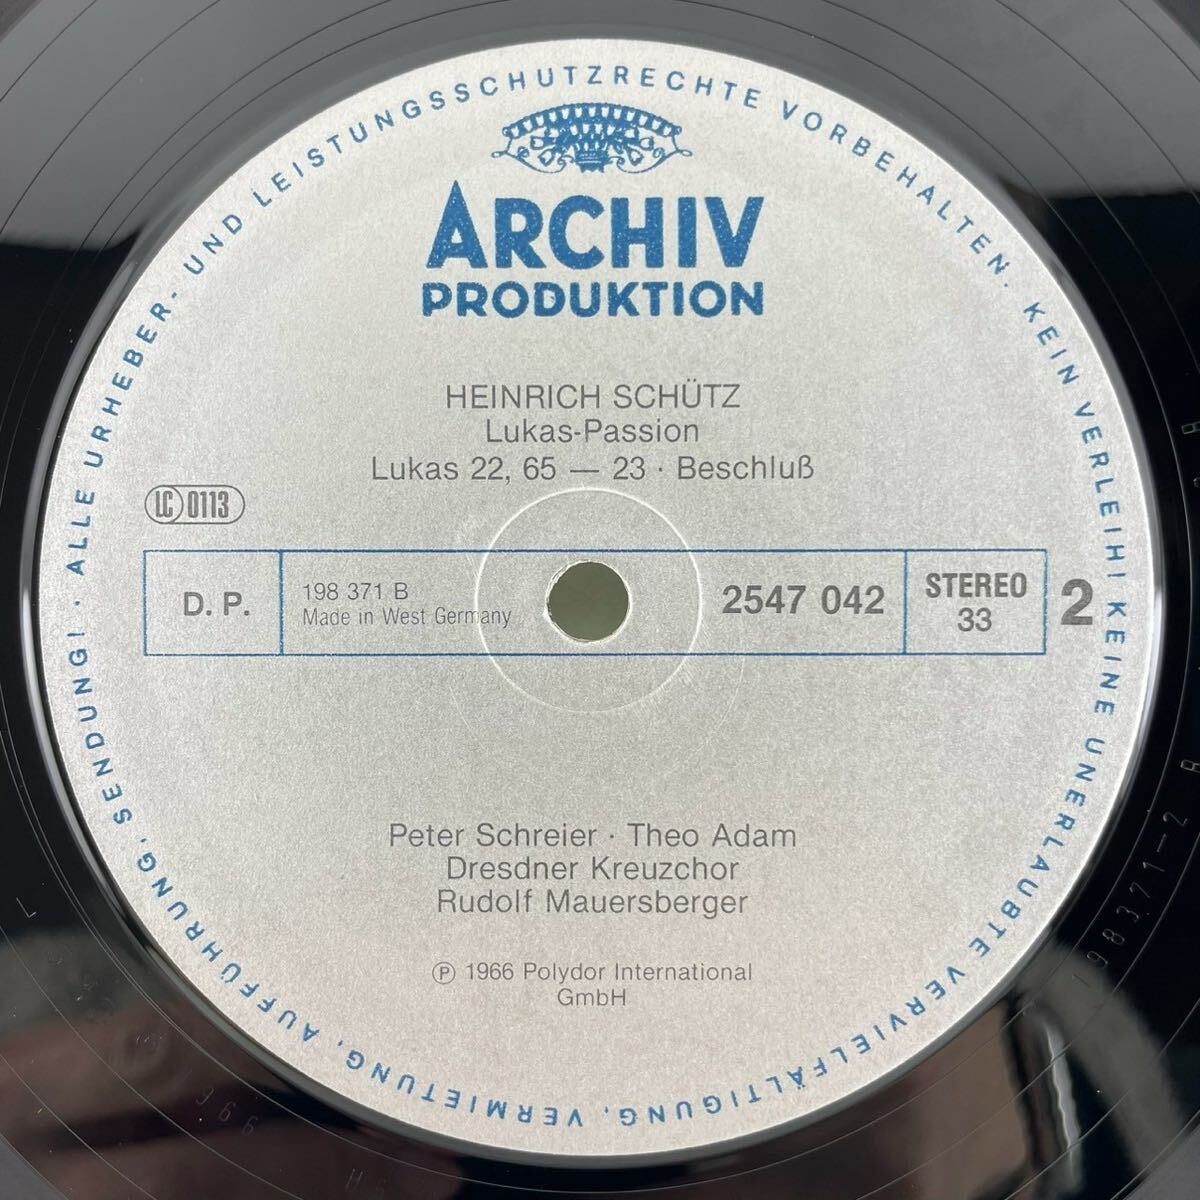 ALLE URHEBER- UND LEISTUNGSSCHUTZRECHTE VORBEHALTEN. KEIN VERLEIH! KEINE UNERLAUBTE VERVIELFÄLTIGUNG, VERMIETUNG, AUFFÜHRUNG, SENDUNG!
ARCHIV
PRODUKTION
HEINRICH SCHÜTZ
Lukas-Passion
Lukas 22, 65 — 23 · Beschluß
LC 0113
D. P.
198 371 B
Made in West Germany
2547 042
STEREO
33
2
Peter Schreier · Theo Adam
Dresdner Kreuzchor
Rudolf Mauersberger
Ⓟ 1966 Polydor International
GmbH
198371-2